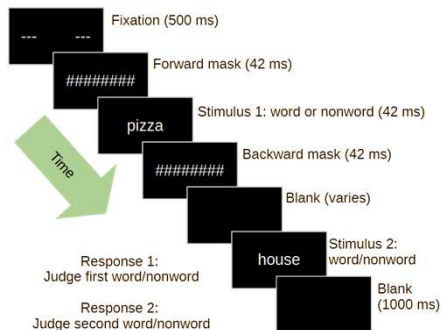 --- ---
Fixation (500 ms)
########
Forward mask (42 ms)
pizza
Stimulus 1: word or nonword (42 ms)
########
Backward mask (42 ms)
Time
Blank (varies)
house
Stimulus 2:
word/nonword
Response 1:
Judge first word/nonword
Blank
(1000 ms)
Response 2:
Judge second word/nonword